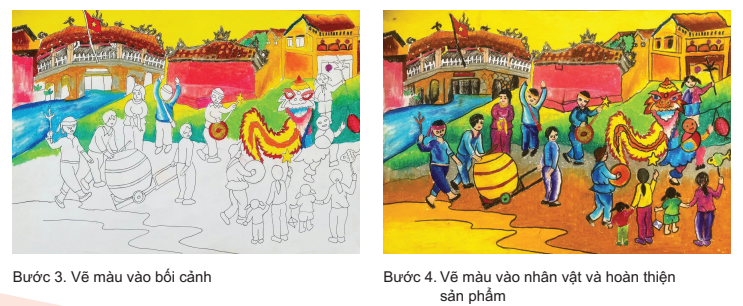 Bước 3. Vẽ màu vào bối cảnh
Bước 4. Vẽ màu vào nhân vật và hoàn thiện
sản phẩm